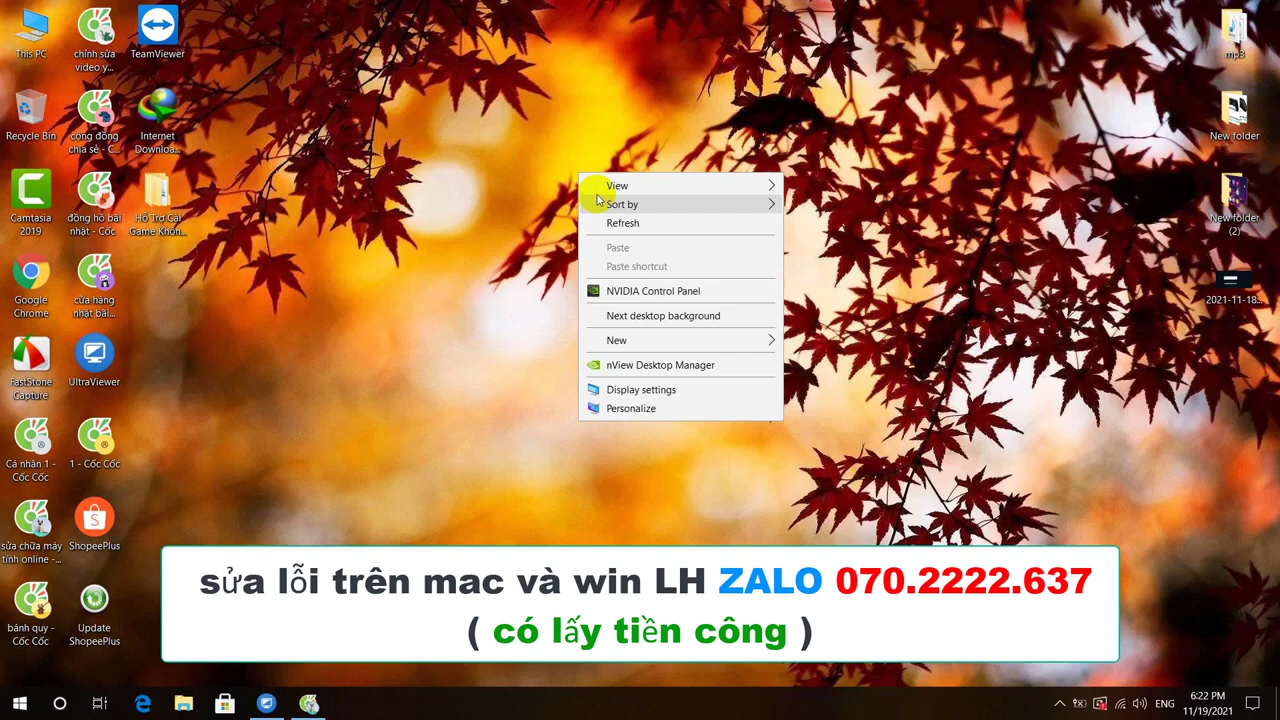 This PC
chỉnh sửa
video y...
TeamViewer
Recycle Bin
cộng đồng
chia sẻ - C...
Internet
Downloa...
Camtasia
2019
đồng hồ bãi
nhật - Cốc
Hỗ Trợ Cài
Game Khôn...
Google
Chrome
cửa hàng
nhật bãi...
FastStone
Capture
UltraViewer
Cá nhân 1 -
Cốc Cốc
1 - Cốc Cốc
sửa chữa máy
tính online -...
ShopeePlus
bánh quy -
Cốc Cốc
Update
ShopeePlus
mp3
New folder
New folder
(2)
2021-11-18...
View
Sort by
Refresh
Paste
Paste shortcut
NVIDIA Control Panel
Next desktop background
New
nView Desktop Manager
Display settings
Personalize
sửa lỗi trên mac và win LH ZALO 070.2222.637
( có lấy tiền công )
ENG
6:22 PM
11/19/2021